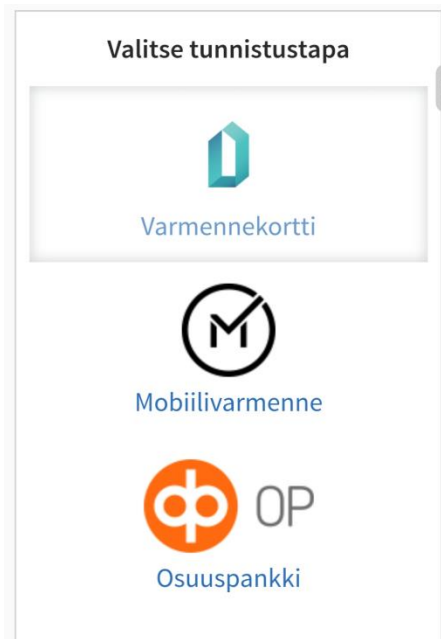 Valitse tunnistustapa
Varmennekortti
M
Mobiilivarmenne
OP
Osuuspankki